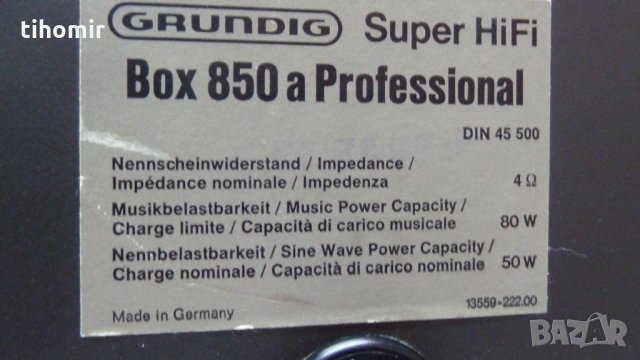 tihomir
GRUNDIG Super HiFi
Box 850 a Professional
DIN 45 500
Nennscheinwiderstand / Impedance /
Impédance nominale / Impedenza 4 Ω
Musikbelastbarkeit / Music Power Capacity /
Charge limite / Capacità di carico musicale 80 W
Nennbelastbarkeit / Sine Wave Power Capacity /
Charge nominale / Capacità di carico nominale 50 W
13559-222.00
Made in Germany
BAZAR